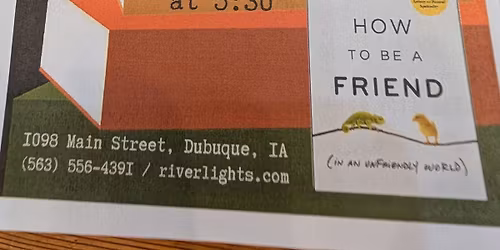 at 5:30
HOW
TO BE A
FRIEND
(IN AN UNFRIENDLY WORLD)
1098 Main Street, Dubuque, IA
(563) 556-4391 / riverlights.com